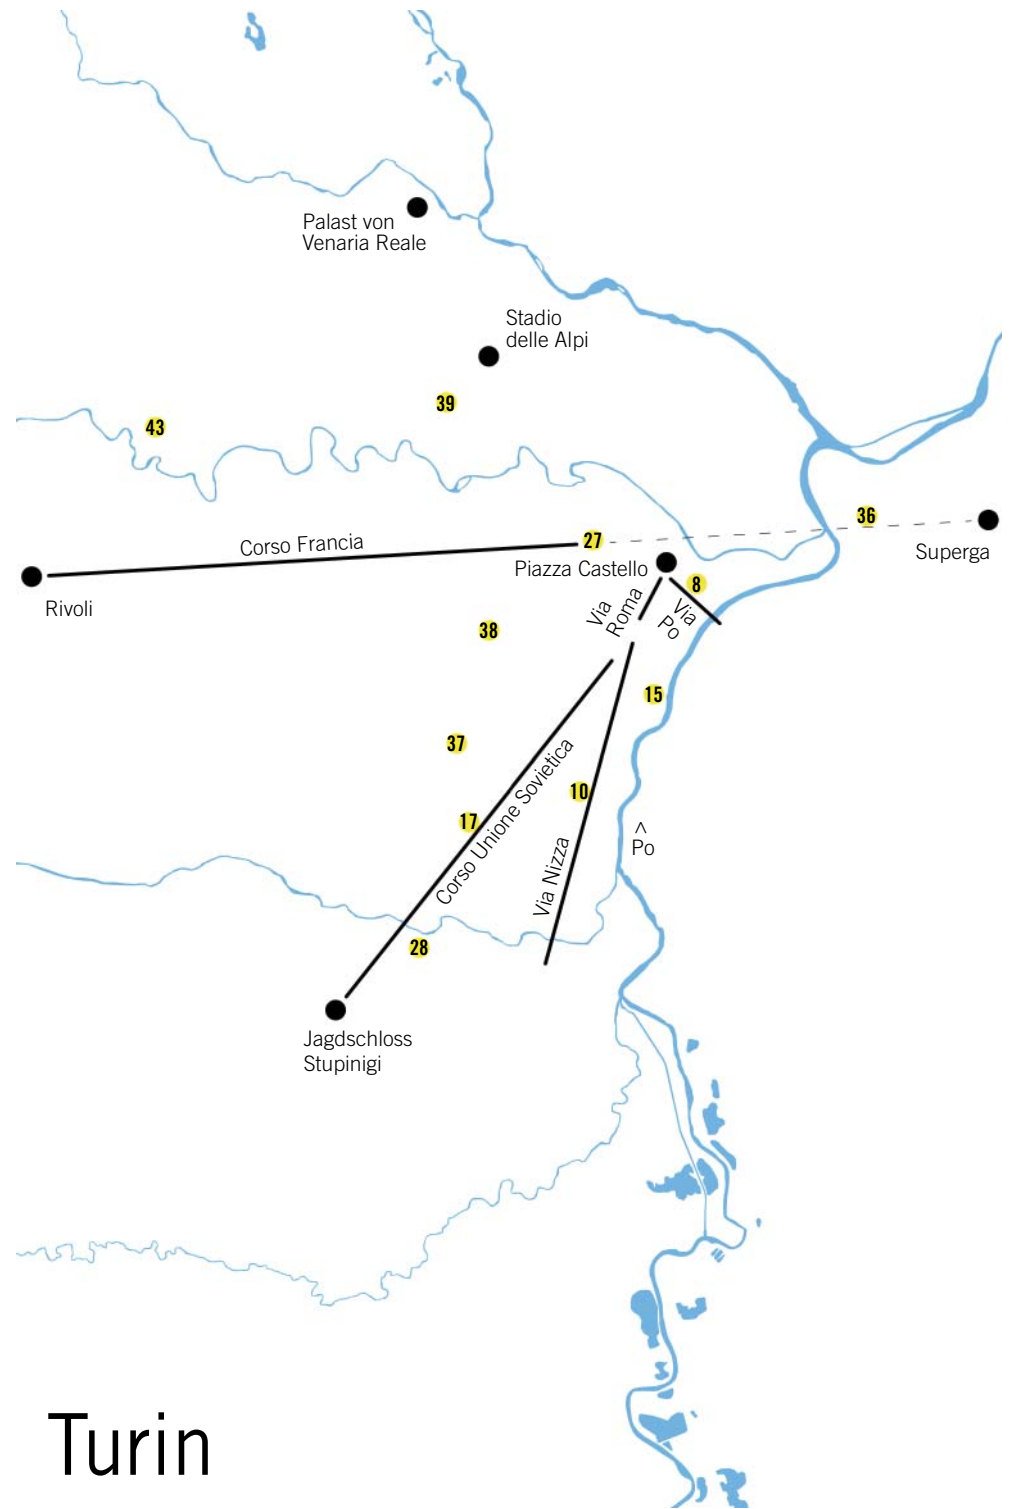 Palast von
Venaria Reale
Stadio
delle Alpi
39
43
36
Corso Francia
27
Superga
Piazza Castello
8
Rivoli
Via
Roma
Via
Po
38
15
37
10
17
Corso Unione Sovietica
^
Po
Via Nizza
28
Jagdschloss
Stupinigi
Turin